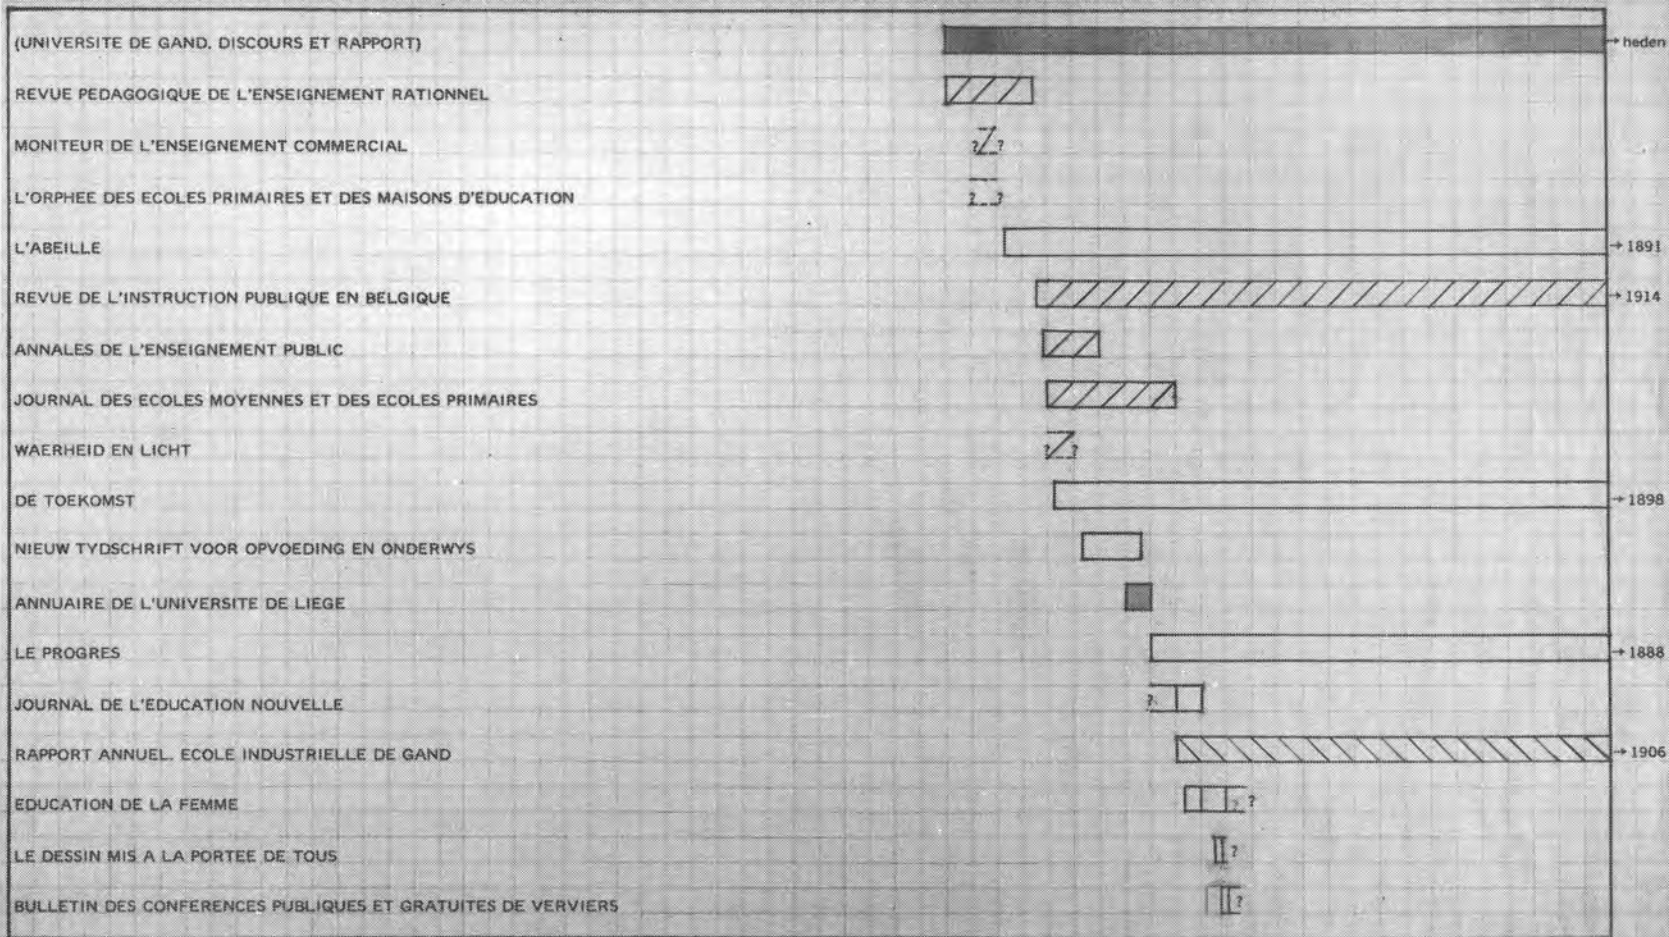 (UNIVERSITE DE GAND. DISCOURS ET RAPPORT) → heden
REVUE PEDAGOGIQUE DE L'ENSEIGNEMENT RATIONNEL
MONITEUR DE L'ENSEIGNEMENT COMMERCIAL ? ?
L'ORPHEE DES ECOLES PRIMAIRES ET DES MAISONS D'EDUCATION ? ?
L'ABEILLE → 1891
REVUE DE L'INSTRUCTION PUBLIQUE EN BELGIQUE → 1914
ANNALES DE L'ENSEIGNEMENT PUBLIC
JOURNAL DES ECOLES MOYENNES ET DES ECOLES PRIMAIRES
WAERHEID EN LICHT ? ?
DE TOEKOMST → 1898
NIEUW TYDSCHRIFT VOOR OPVOEDING EN ONDERWYS
ANNUAIRE DE L'UNIVERSITE DE LIEGE
LE PROGRES → 1888
JOURNAL DE L'EDUCATION NOUVELLE ?
RAPPORT ANNUEL. ECOLE INDUSTRIELLE DE GAND → 1906
EDUCATION DE LA FEMME ? ?
LE DESSIN MIS A LA PORTEE DE TOUS ?
BULLETIN DES CONFERENCES PUBLIQUES ET GRATUITES DE VERVIERS ?